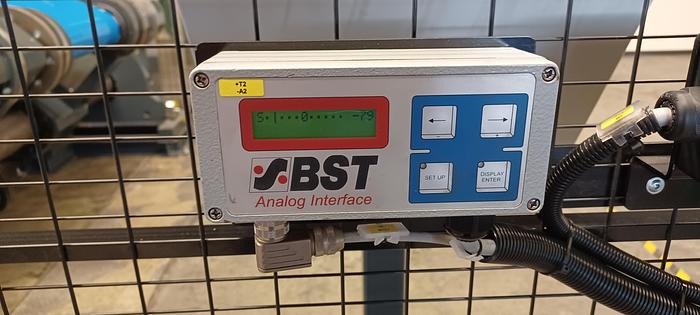 +T2
-A2
S•|•••0••••• -79
←
→
BST
Analog Interface
SET UP
DISPLAY
ENTER